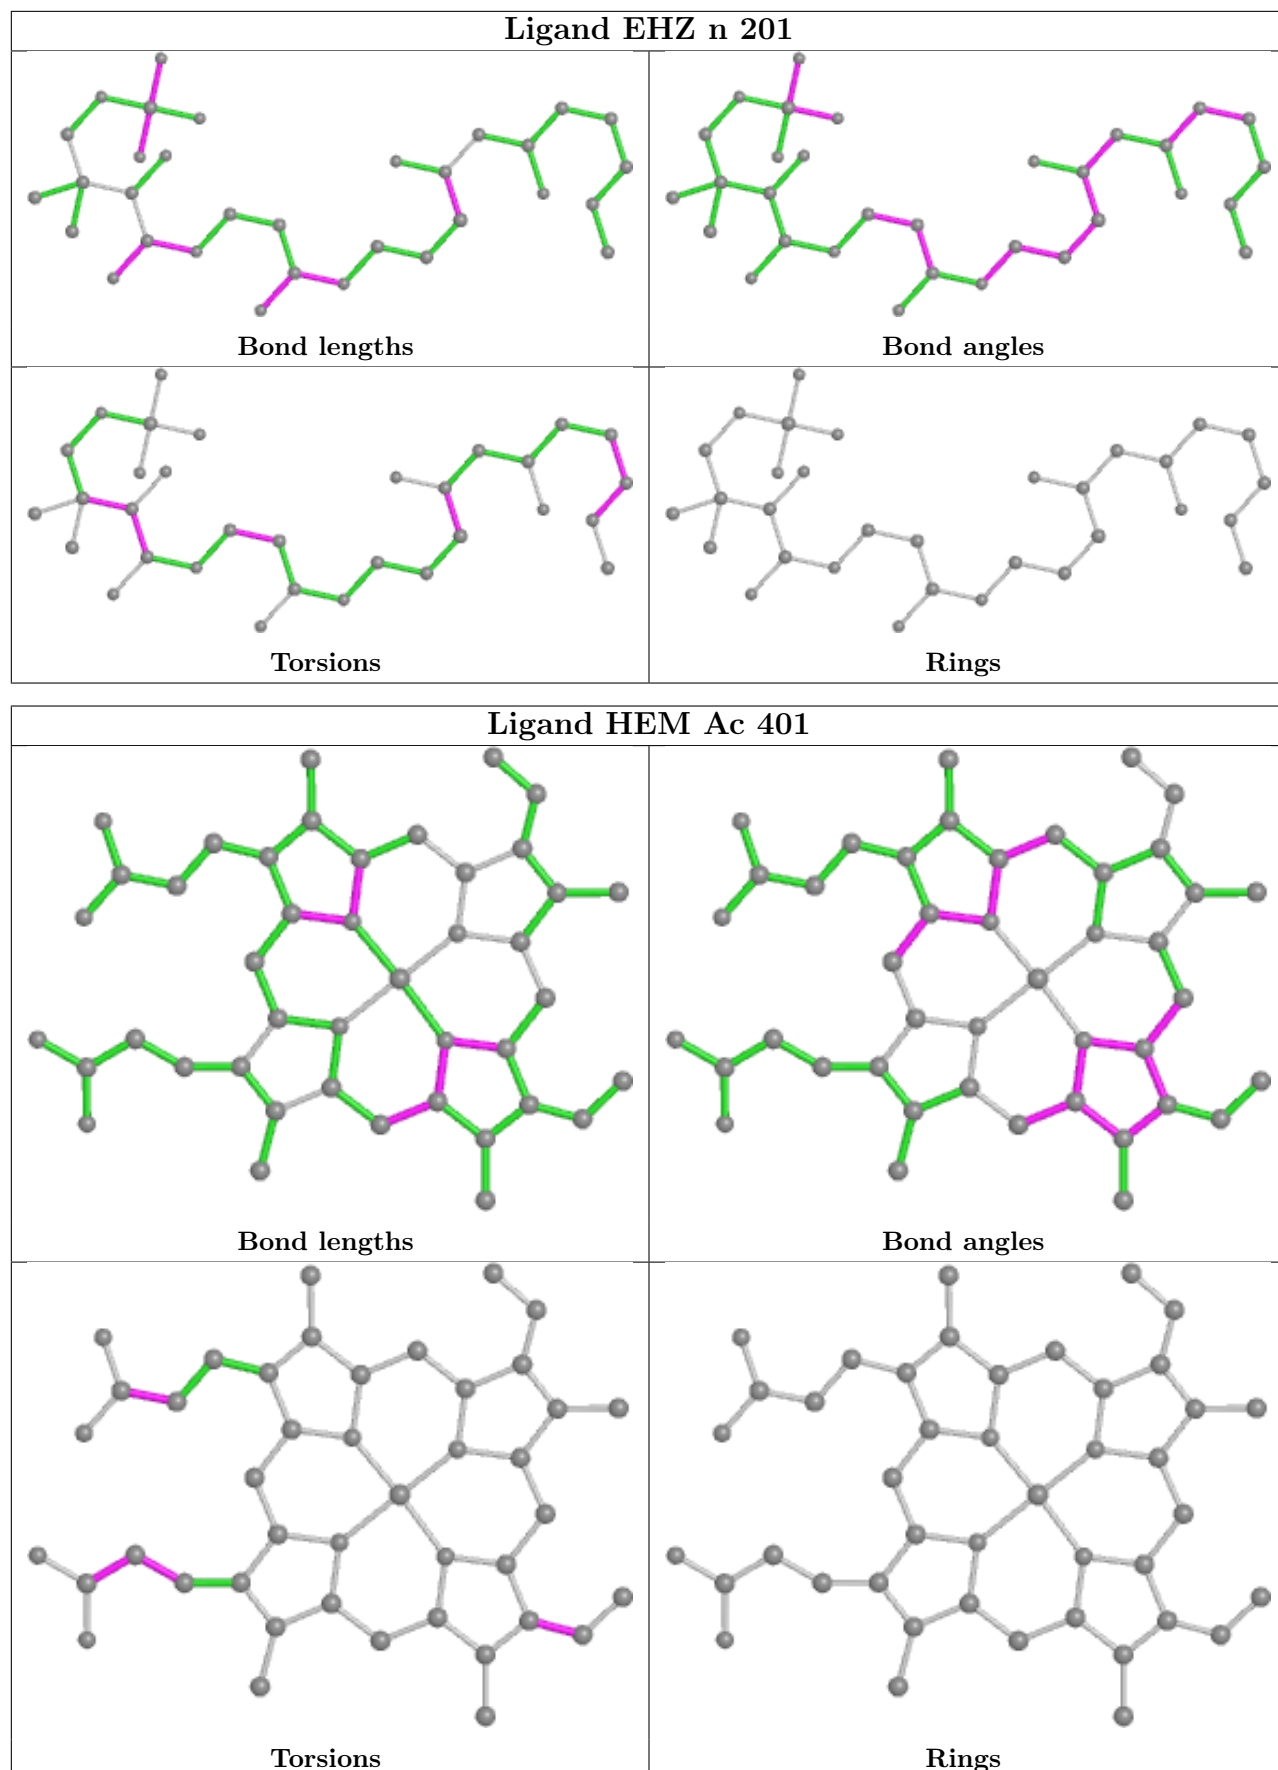 Ligand EHZ n 201
Bond lengths
Bond angles
Torsions
Rings
Ligand HEM Ac 401
Bond lengths
Bond angles
Torsions
Rings